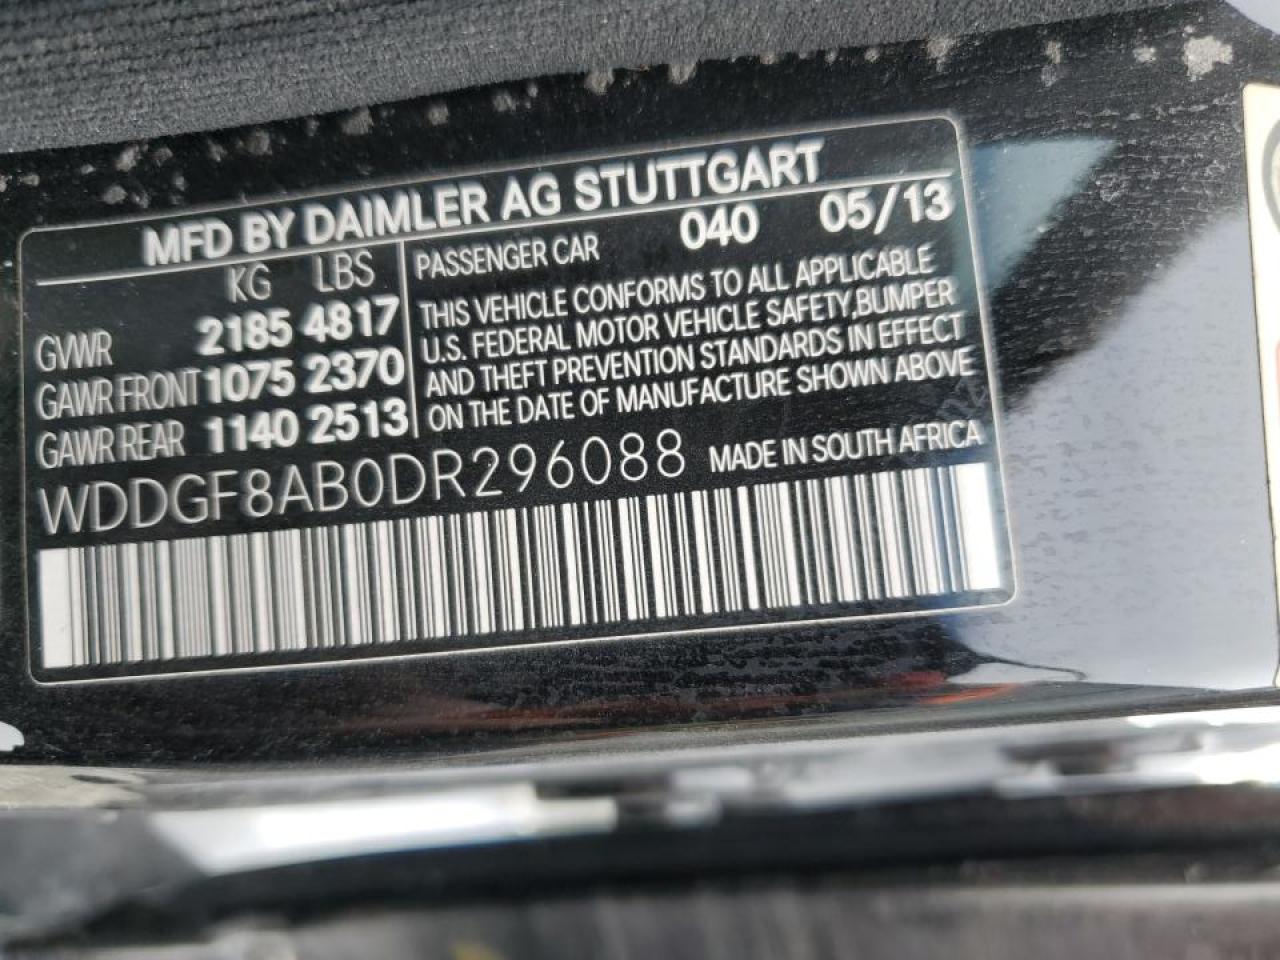 MFD BY DAIMLER AG STUTTGART
KG LBS
GVWR 2185 4817
GAWR FRONT 1075 2370
GAWR REAR 1140 2513
PASSENGER CAR 040 05/13
THIS VEHICLE CONFORMS TO ALL APPLICABLE
U.S. FEDERAL MOTOR VEHICLE SAFETY,BUMPER
AND THEFT PREVENTION STANDARDS IN EFFECT
ON THE DATE OF MANUFACTURE SHOWN ABOVE
WDDGF8AB0DR296088 MADE IN SOUTH AFRICA